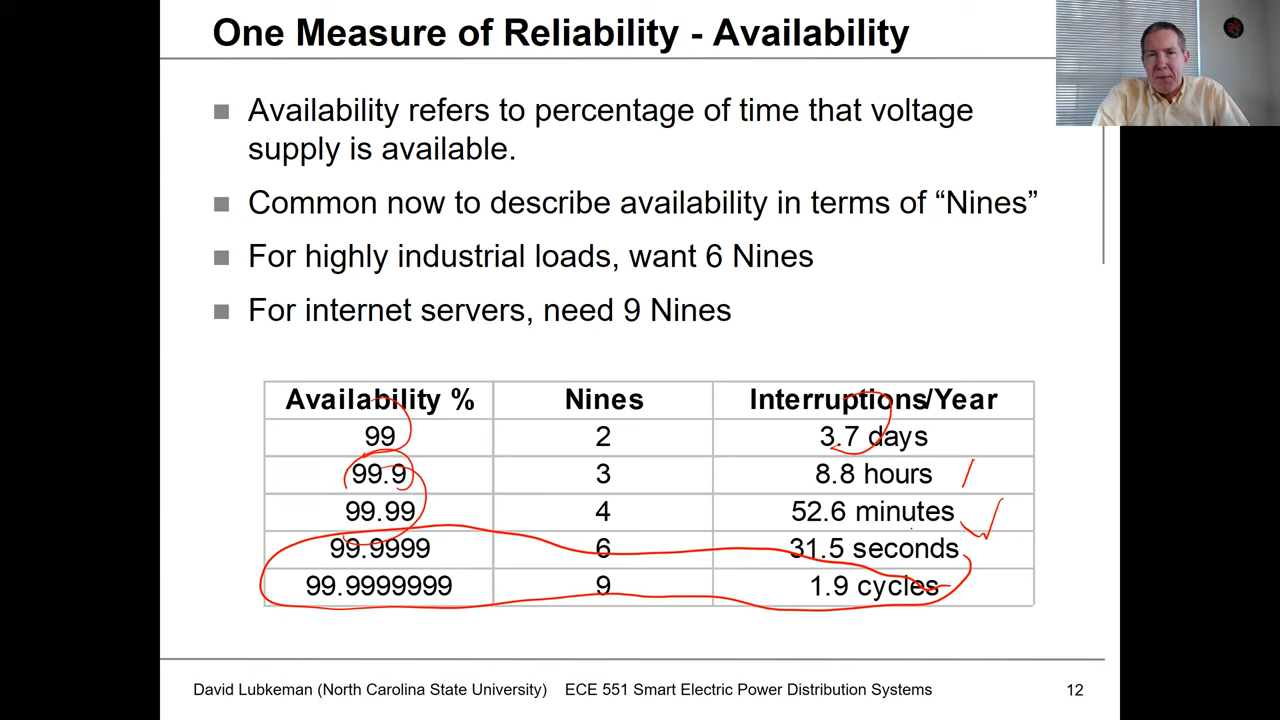 One Measure of Reliability - Availability
Availability refers to percentage of time that voltage
supply is available.
Common now to describe availability in terms of “Nines”
For highly industrial loads, want 6 Nines
For internet servers, need 9 Nines
Availability % Nines Interruptions/Year
99 2 3.7 days
99.9 3 8.8 hours
99.99 4 52.6 minutes
99.9999 6 31.5 seconds
99.9999999 9 1.9 cycles
David Lubkeman (North Carolina State University) ECE 551 Smart Electric Power Distribution Systems 12